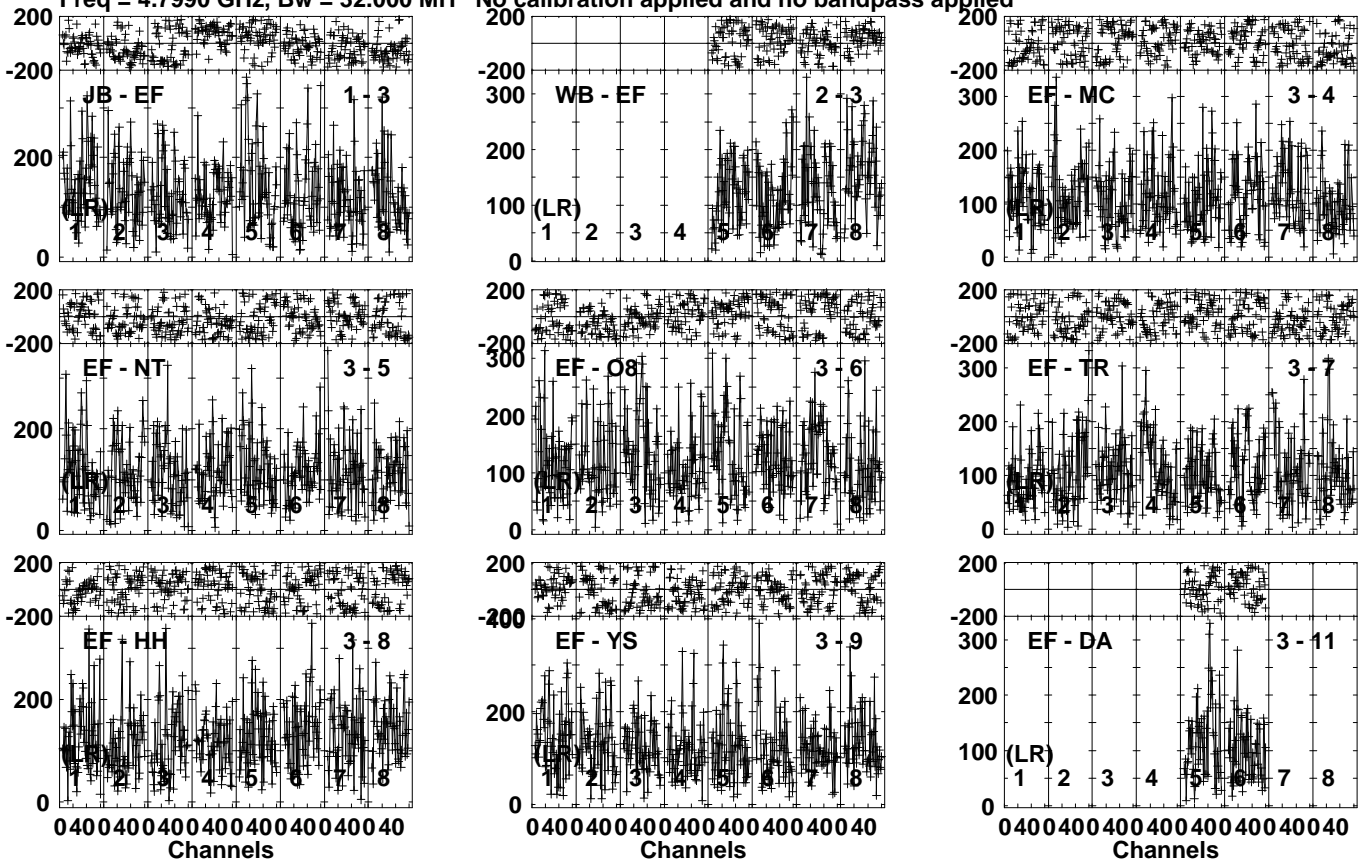 Freq = 4.7990 GHz, Bw = 32.000 MH No calibration applied and no bandpass applied
200 200 200
-200 -200 -200
JB - EF 1 - 3 WB - EF 2 - 3 EF - MC 3 - 4
300 300
200 200 200
100 100
(LR) (LR) (LR)
1 2 3 4 5 6 7 8 1 2 3 4 5 6 7 8 1 2 3 4 5 6 7 8
0 0 0
200 200 200
-200 -200 -200
EF - NT 3 - 5 EF - O8 3 - 6 EF - TR 3 - 7
300 300
200 200 200
100 100
(LR) (LR) (LR)
1 2 3 4 5 6 7 8 1 2 3 4 5 6 7 8 1 2 3 4 5 6 7 8
0 0 0
200 200 200
-200 -200 -200
400
EF - HH 3 - 8 EF - YS 3 - 9 EF - DA 3 - 11
300
200 200 200
100
(LR) (LR) (LR)
1 2 3 4 5 6 7 8 1 2 3 4 5 6 7 8 1 2 3 4 5 6 7 8
0 0 0
0 40 0 40 0 40 0 40 0 40 0 40 0 40 0 40 0 40 0 40 0 40 0 40 0 40 0 40 0 40 0 40 0 40 0 40 0 40 0 40 0 40 0 40 0 40 0 40
Channels Channels Channels